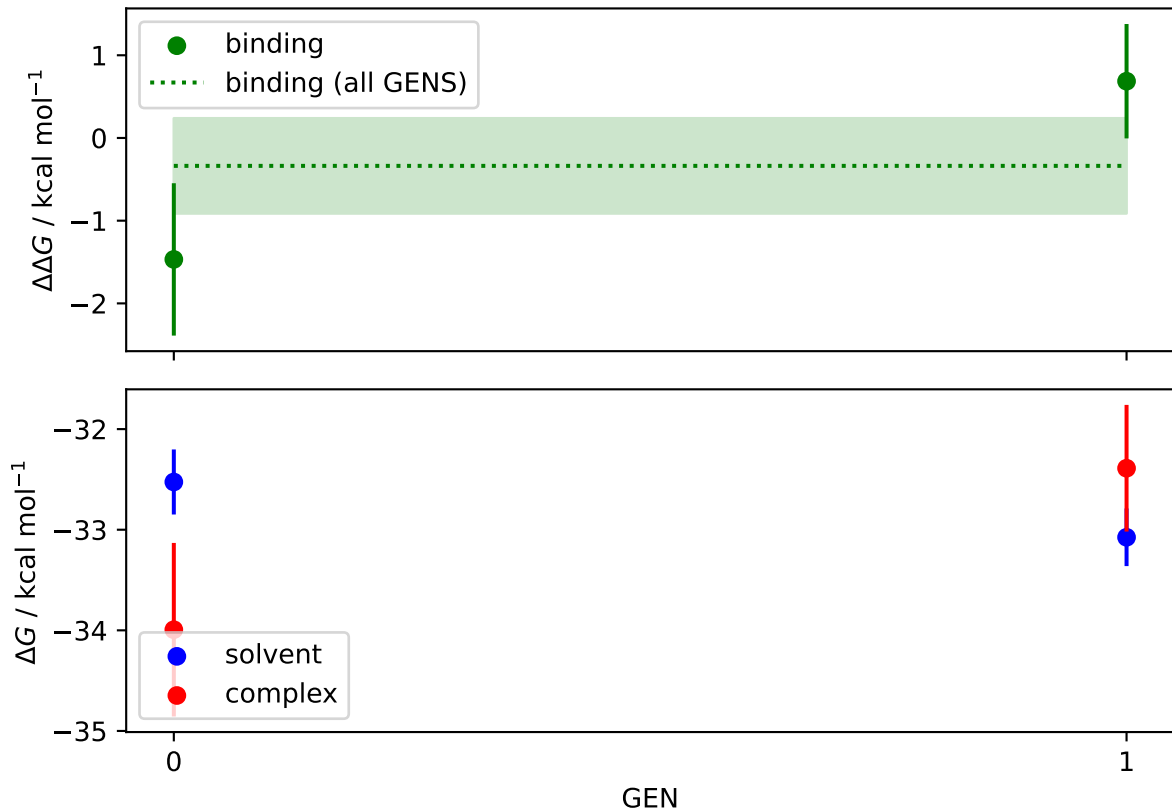 binding
binding (all GENS)
1
0
−1
−2
ΔΔG / kcal mol⁻¹
−32
−33
−34
−35
ΔG / kcal mol⁻¹
solvent
complex
0
1
GEN